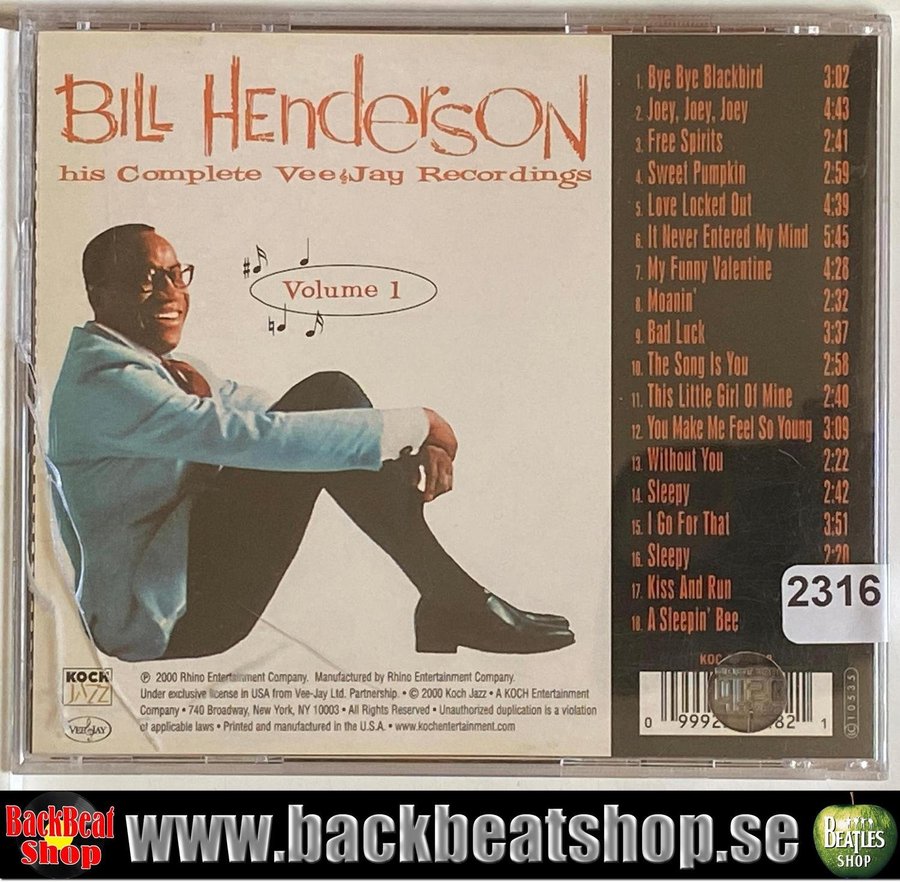 BILL HENDERSON
his Complete Vee Jay Recordings
Volume 1
1. Bye Bye Blackbird 3:02
2. Joey, Joey, Joey 4:43
3. Free Spirits 2:41
4. Sweet Pumpkin 2:59
5. Love Locked Out 4:39
6. It Never Entered My Mind 5:45
7. My Funny Valentine 4:28
8. Moanin' 2:32
9. Bad Luck 3:37
10. The Song Is You 2:58
11. This Little Girl Of Mine 2:40
12. You Make Me Feel So Young 3:09
13. Without You 2:22
14. Sleepy 2:42
15. I Go For That 3:51
16. Sleepy 2:20
17. Kiss And Run
18. A Sleepin' Bee
2316
KOCH JAZZ
VEE JAY
℗ 2000 Rhino Entertainment Company. Manufactured by Rhino Entertainment Company.
Under exclusive license in USA from Vee-Jay Ltd. Partnership. • © 2000 Koch Jazz • A KOCH Entertainment
Company • 740 Broadway, New York, NY 10003 • All Rights Reserved • Unauthorized duplication is a violation
of applicable laws • Printed and manufactured in the U.S.A. • www.kochentertainment.com
BackBeat Shop
www.backbeatshop.se
BEATLES SHOP